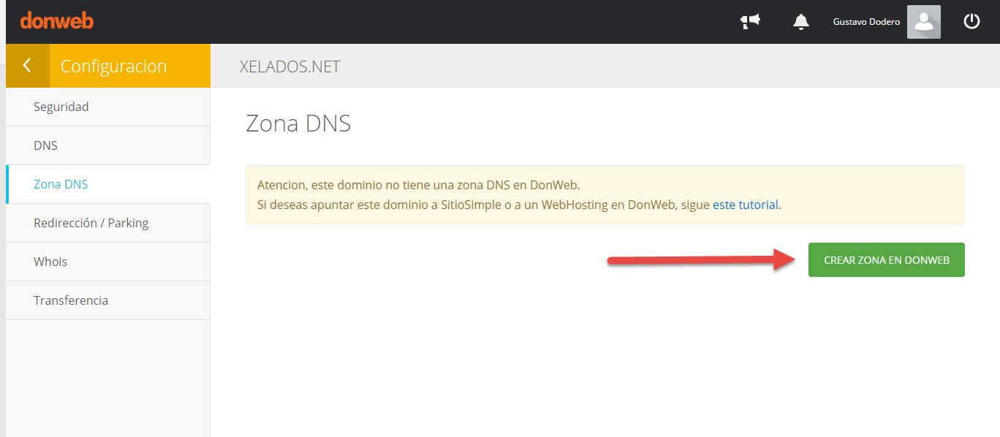 donweb
Gustavo Dodero
Configuracion
XELADOS.NET
Seguridad
DNS
Zona DNS
Redirección / Parking
Whois
Transferencia
Zona DNS
Atencion, este dominio no tiene una zona DNS en DonWeb.
Si deseas apuntar este dominio a SitioSimple o a un WebHosting en DonWeb, sigue este tutorial.
CREAR ZONA EN DONWEB